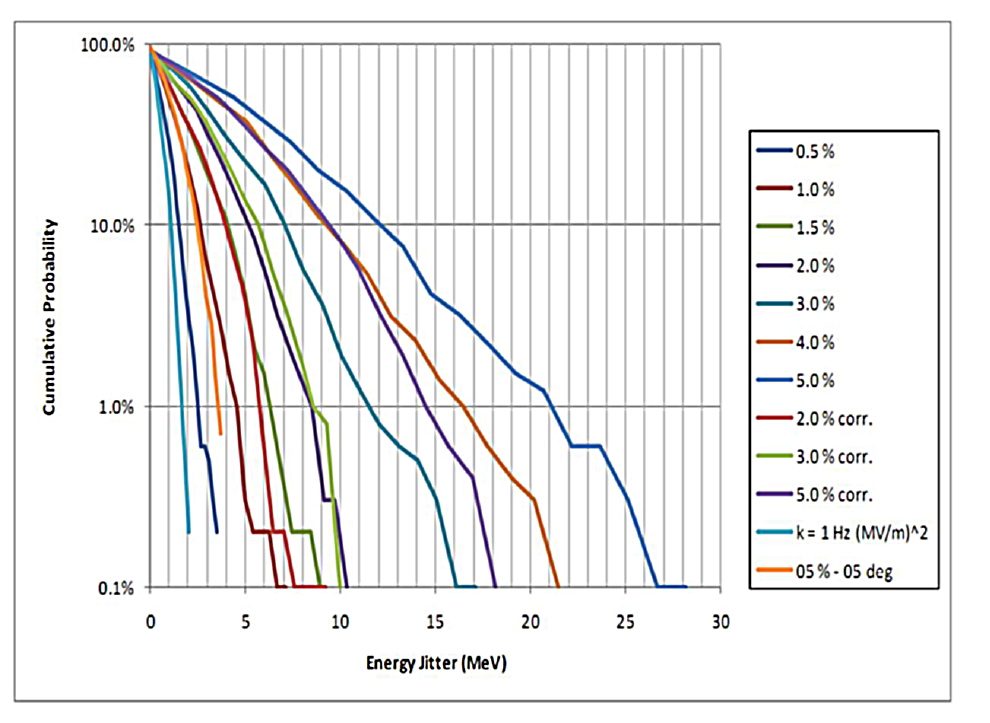 100.0%
10.0%
1.0%
0.1%
Cumulative Probability
0 5 10 15 20 25 30
Energy Jitter (MeV)
0.5 %
1.0 %
1.5 %
2.0 %
3.0 %
4.0 %
5.0 %
2.0 % corr.
3.0 % corr.
5.0 % corr.
k = 1 Hz (MV/m)^2
05 % - 05 deg